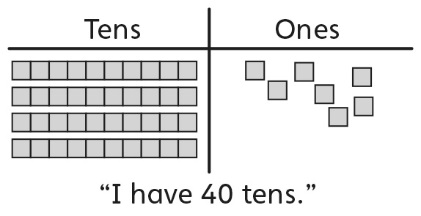 Tens Ones
“I have 40 tens.”